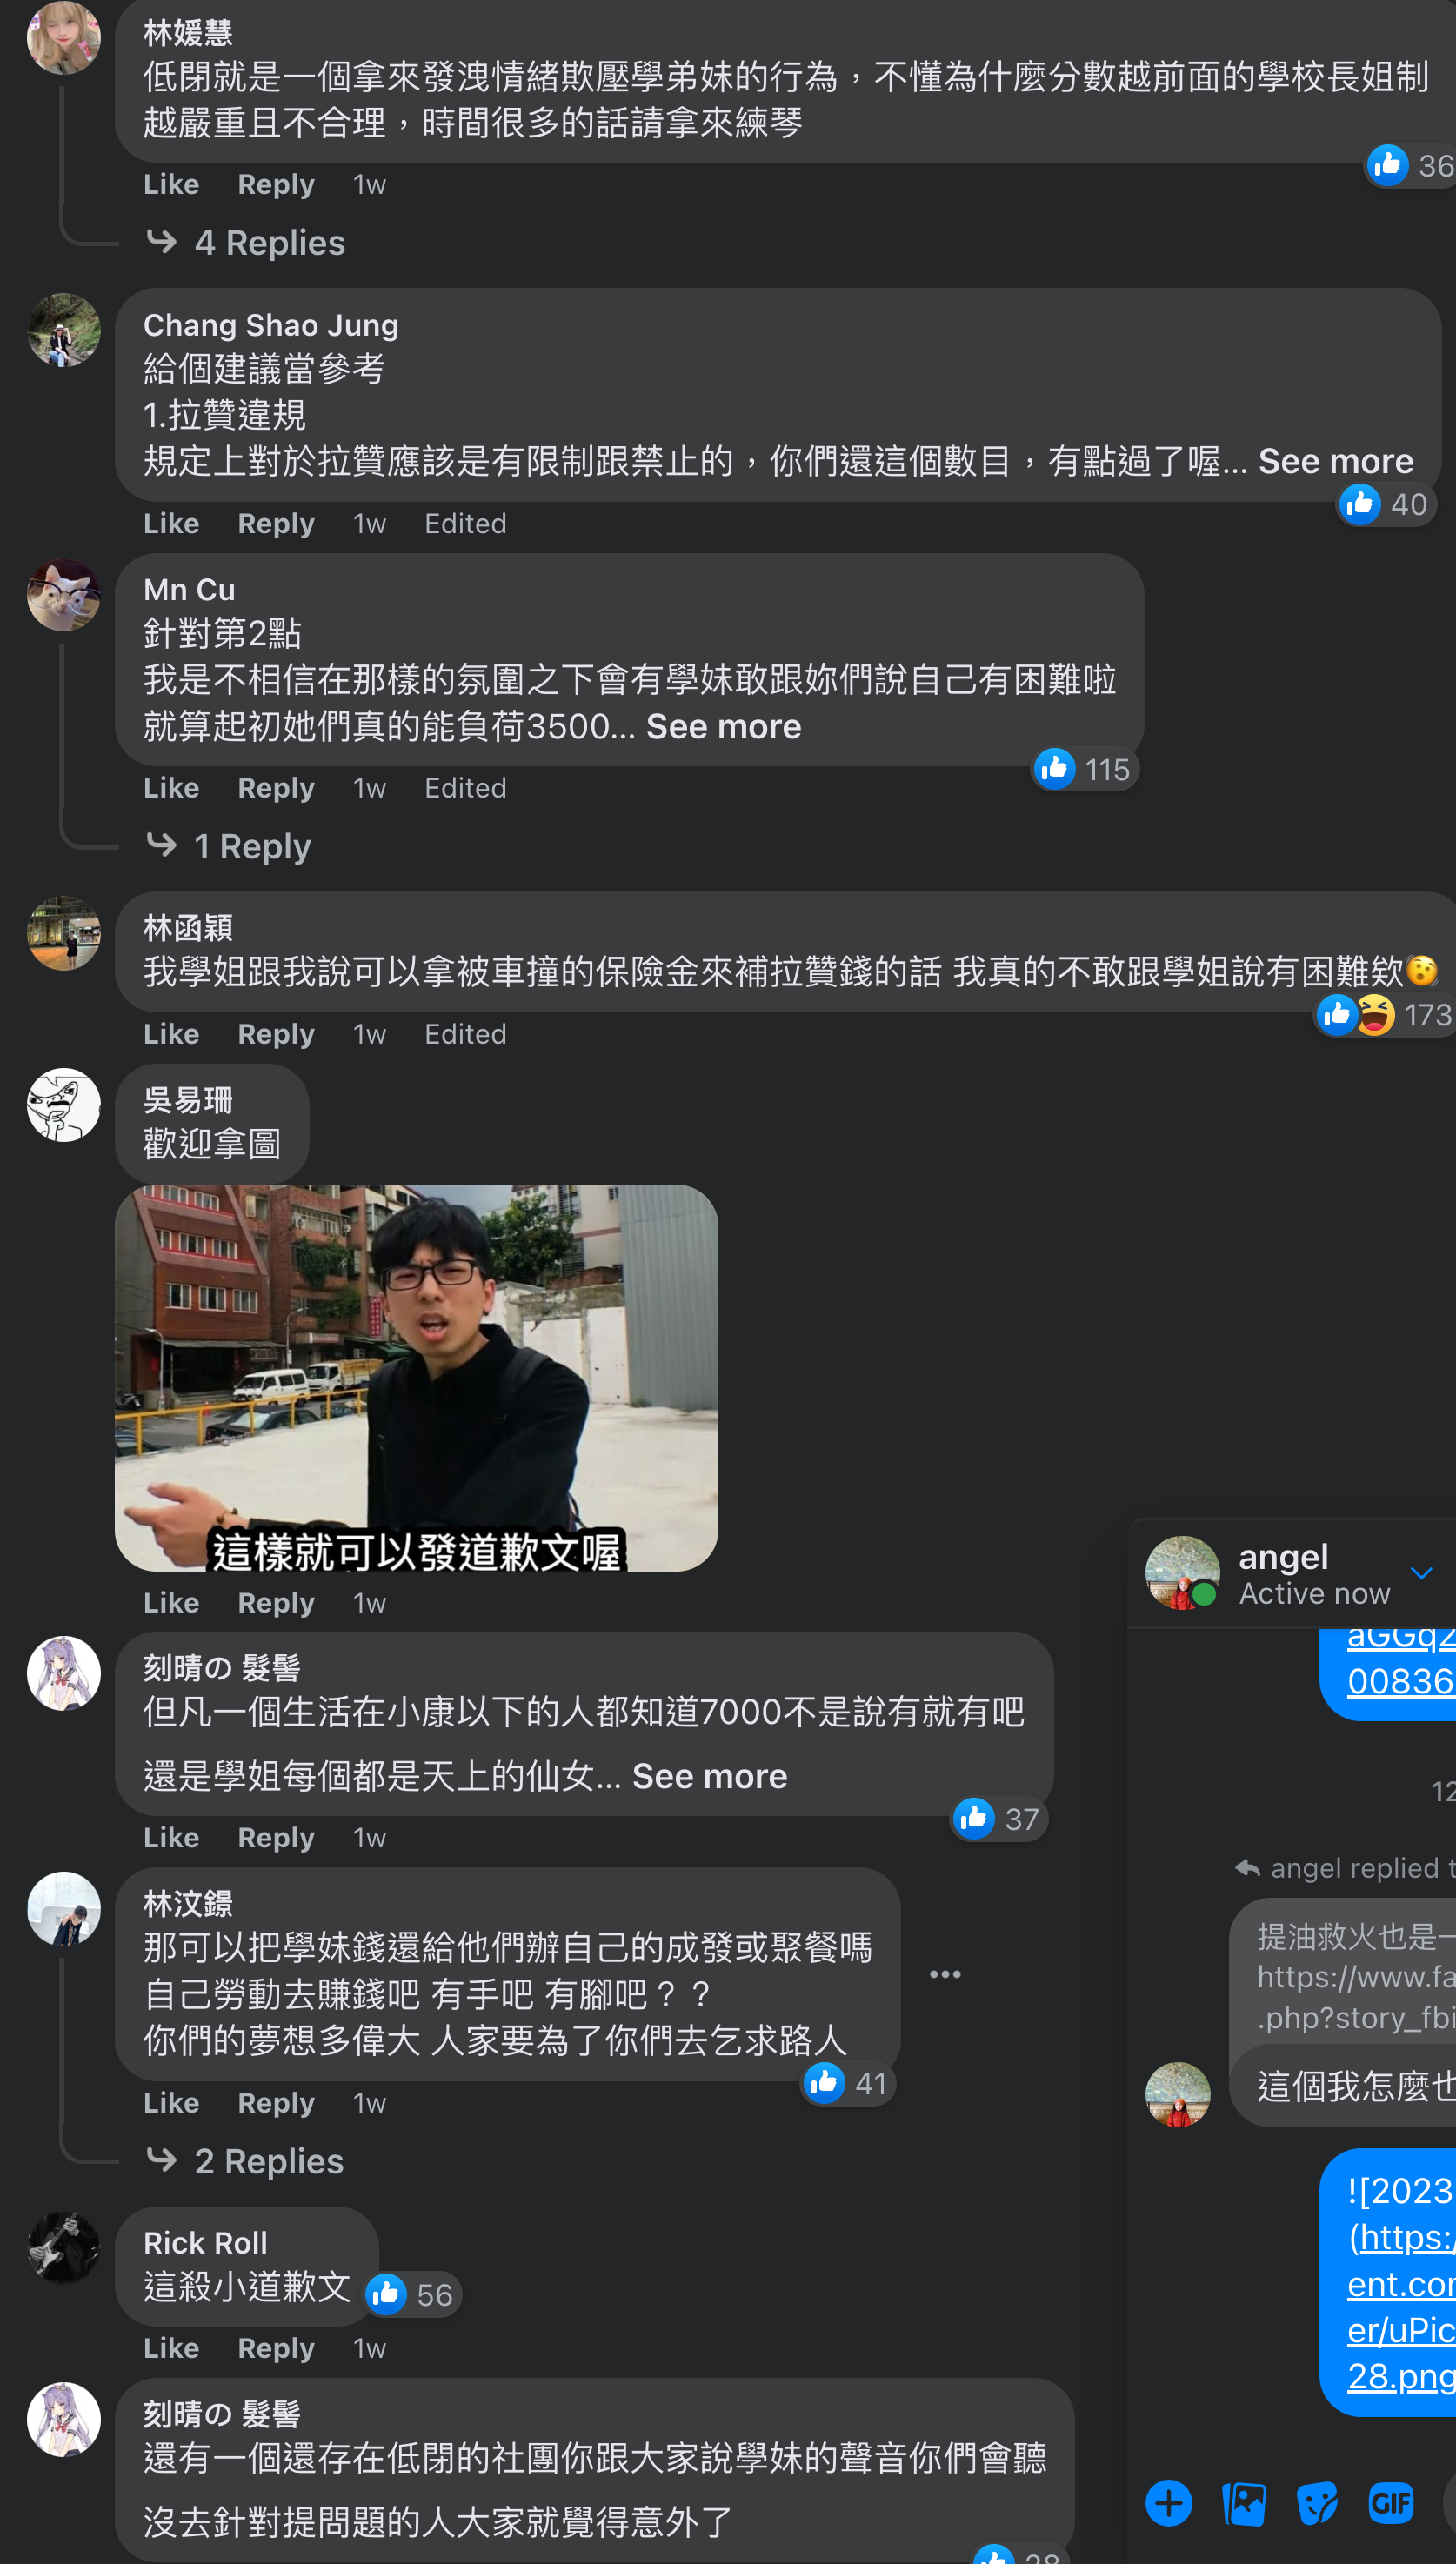 林媛慧
低閉就是一個拿來發洩情緒欺壓學弟妹的行為，不懂為什麼分數越前面的學校長姐制
越嚴重且不合理，時間很多的話請拿來練琴
36
Like Reply 1w
4 Replies
Chang Shao Jung
給個建議當參考
1.拉贊違規
規定上對於拉贊應該是有限制跟禁止的，你們還這個數目，有點過了喔... See more
40
Like Reply 1w Edited
Mn Cu
針對第2點
我是不相信在那樣的氛圍之下會有學妹敢跟妳們說自己有困難啦
就算起初她們真的能負荷3500... See more
115
Like Reply 1w Edited
1 Reply
林函穎
我學姐跟我說可以拿被車撞的保險金來補拉贊錢的話 我真的不敢跟學姐說有困難欸🫢
173
Like Reply 1w Edited
吳易珊
歡迎拿圖
這樣就可以發道歉文喔
Like Reply 1w
刻晴の 髮髻
但凡一個生活在小康以下的人都知道7000不是說有就有吧
還是學姐每個都是天上的仙女... See more
37
Like Reply 1w
林汶鐛
那可以把學妹錢還給他們辦自己的成發或聚餐嗎
自己勞動去賺錢吧 有手吧 有腳吧？？
你們的夢想多偉大 人家要為了你們去乞求路人
41
Like Reply 1w
2 Replies
Rick Roll
這殺小道歉文
56
Like Reply 1w
刻晴の 髮髻
還有一個還存在低閉的社團你跟大家說學妹的聲音你們會聽
沒去針對提問題的人大家就覺得意外了
angel
Active now
aGGq2
00836
12
angel replied t
提油救火也是一
https://www.fa
.php?story_fbi
這個我怎麼也
![2023
(https:/
ent.cor
er/uPic
28.png
GIF